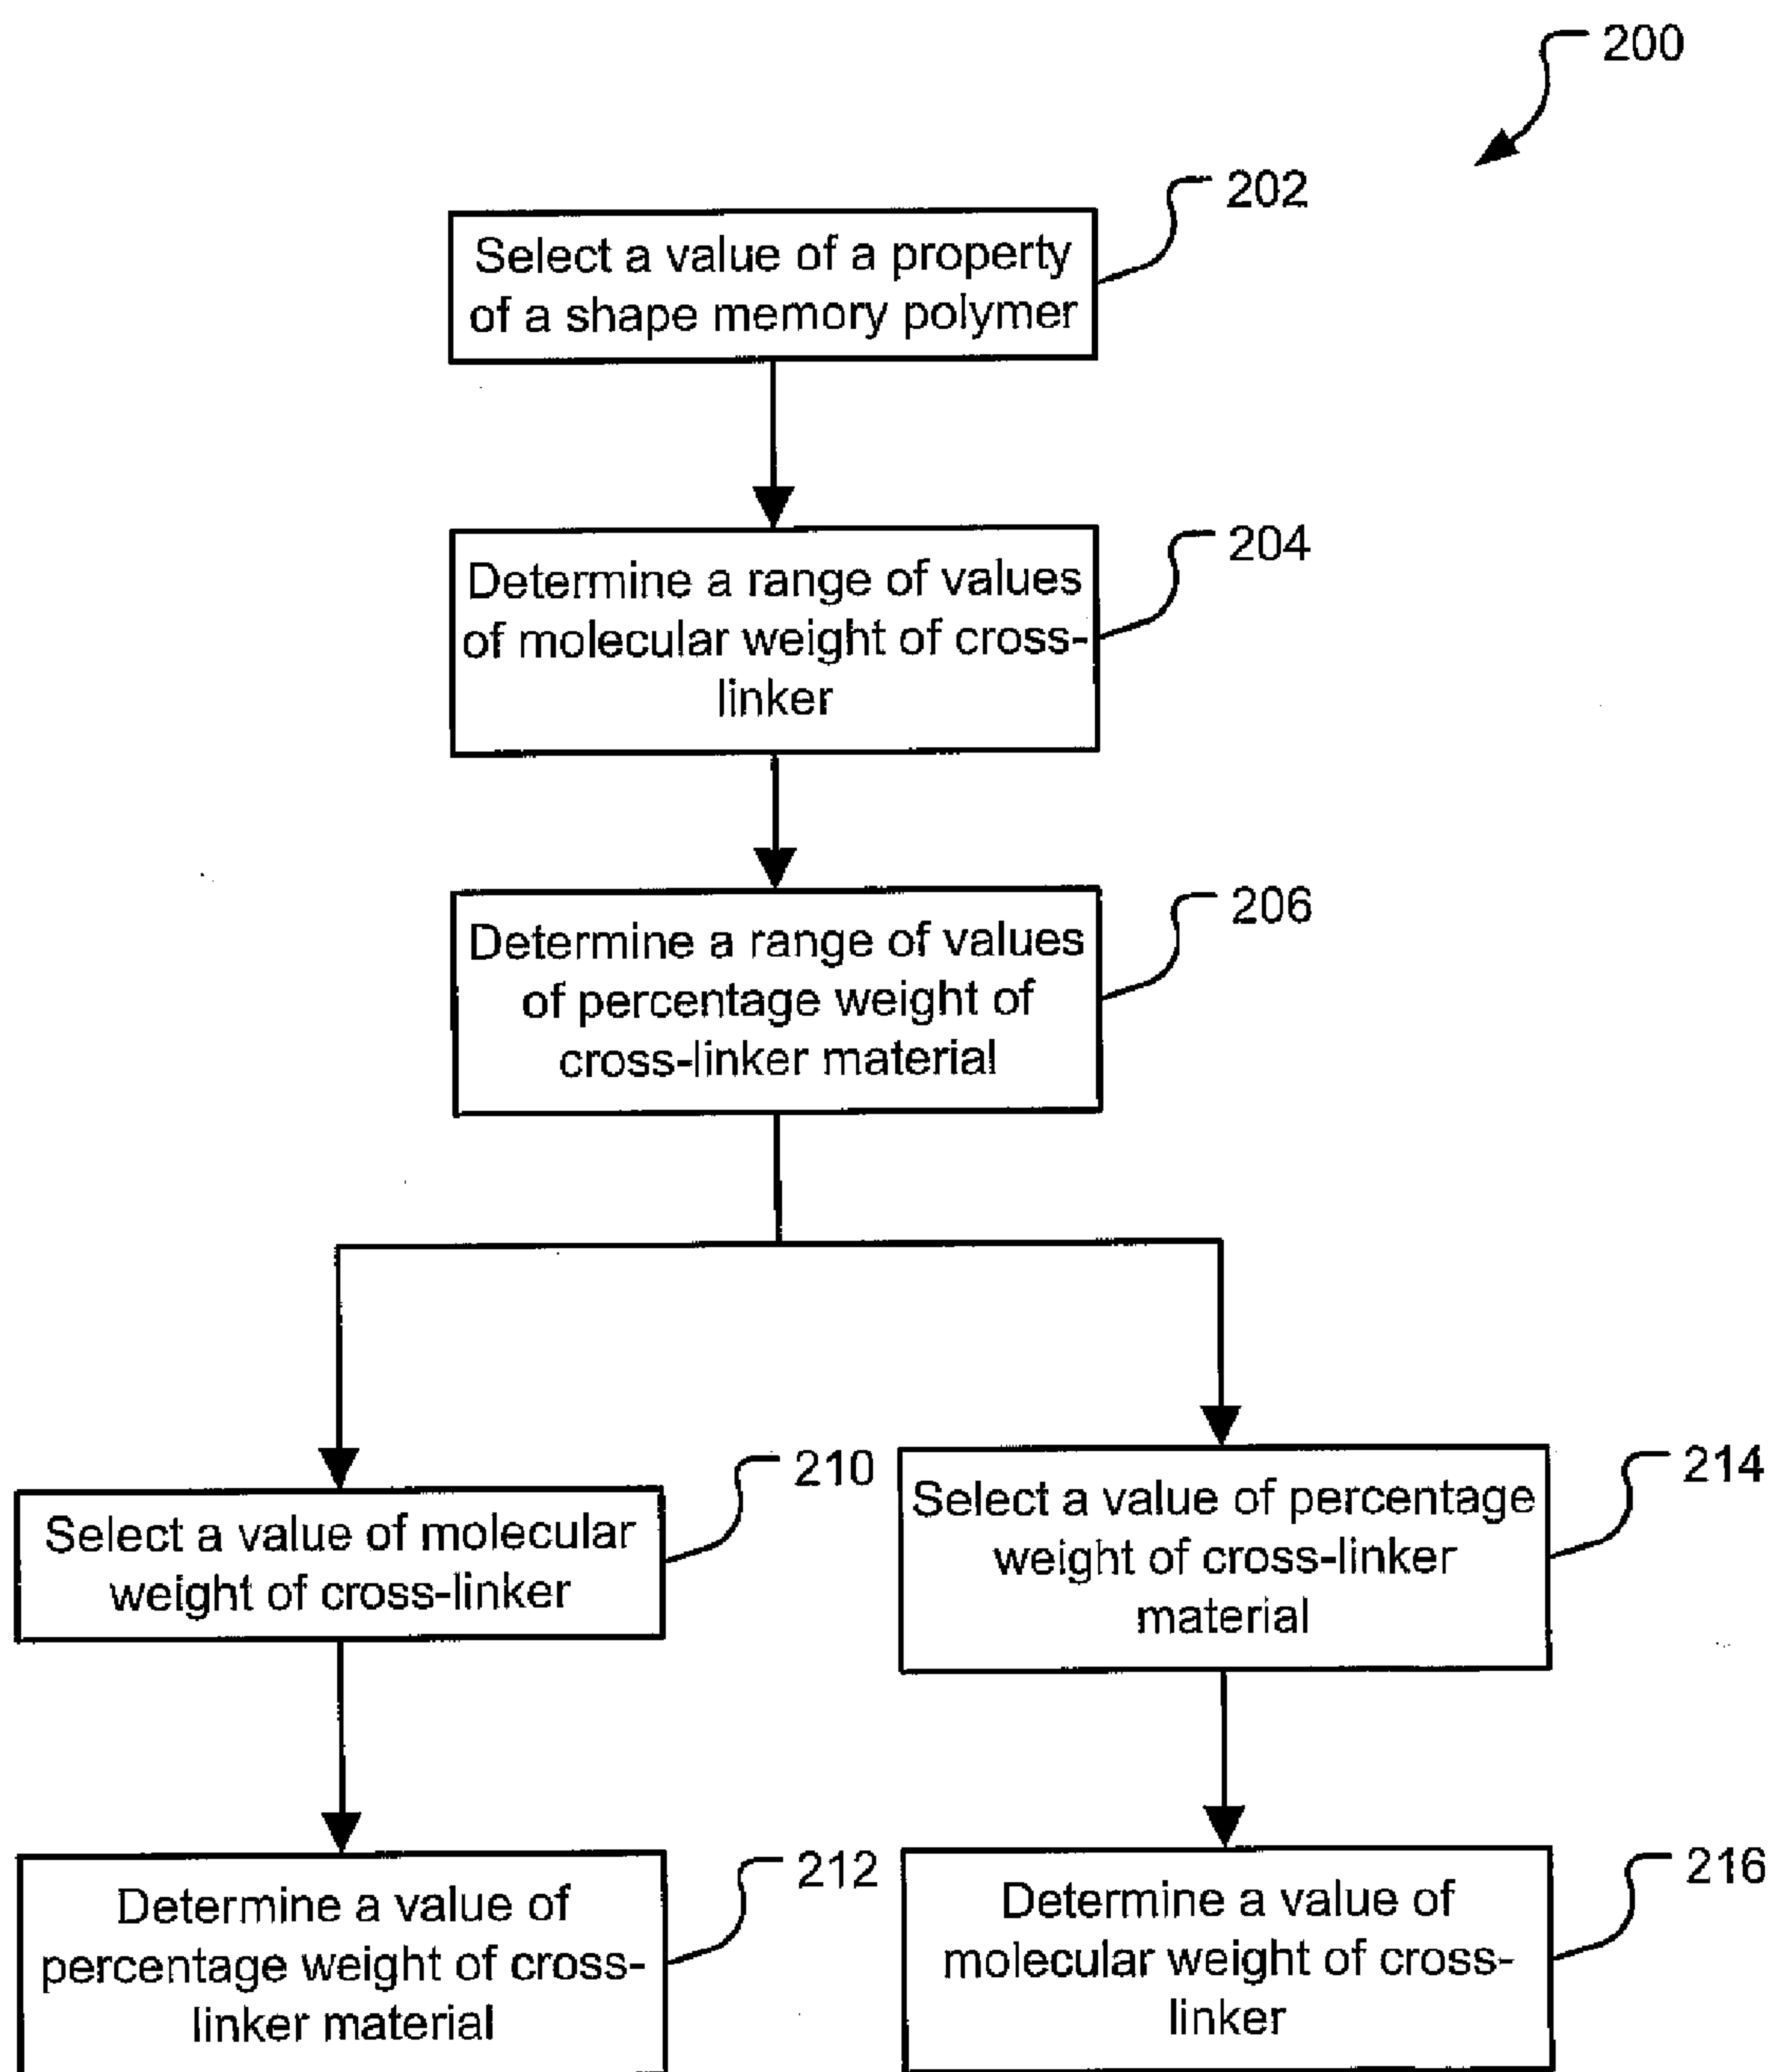 200
202
Select a value of a property
of a shape memory polymer
204
Determine a range of values
of molecular weight of cross-
linker
206
Determine a range of values
of percentage weight of
cross-linker material
210
Select a value of molecular
weight of cross-linker
214
Select a value of percentage
weight of cross-linker
material
212
Determine a value of
percentage weight of cross-
linker material
216
Determine a value of
molecular weight of cross-
linker